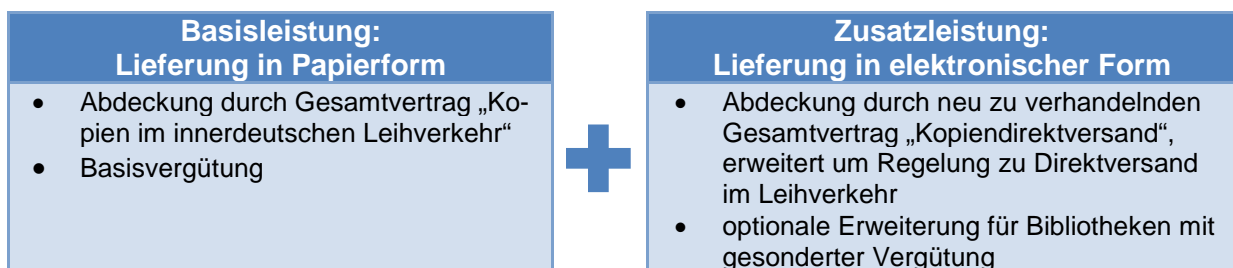 Basisleistung:
Lieferung in Papierform
• Abdeckung durch Gesamtvertrag „Ko-
pien im innerdeutschen Leihverkehr“
• Basisvergütung
Zusatzleistung:
Lieferung in elektronischer Form
• Abdeckung durch neu zu verhandelnden
Gesamtvertrag „Kopiendirektversand“,
erweitert um Regelung zu Direktversand
im Leihverkehr
• optionale Erweiterung für Bibliotheken mit
gesonderter Vergütung